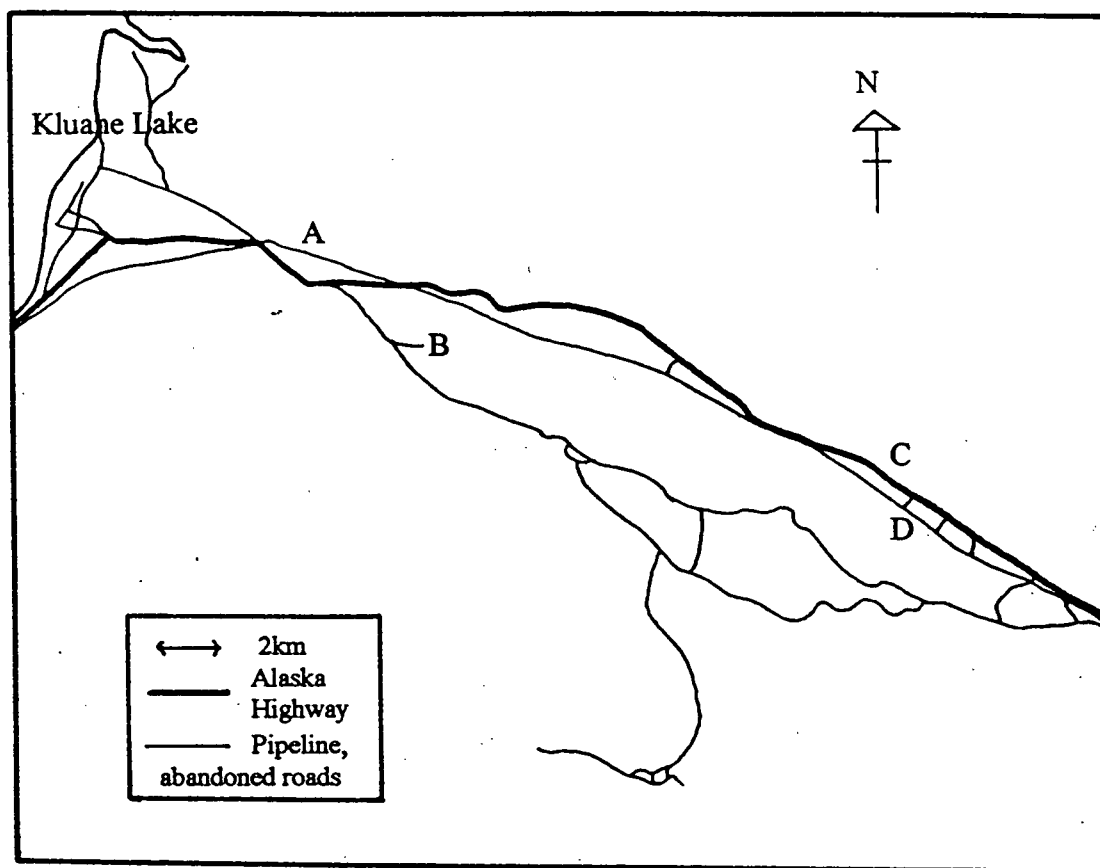 N
Kluane Lake
A
B
C
D
2km
Alaska
Highway
Pipeline,
abandoned roads